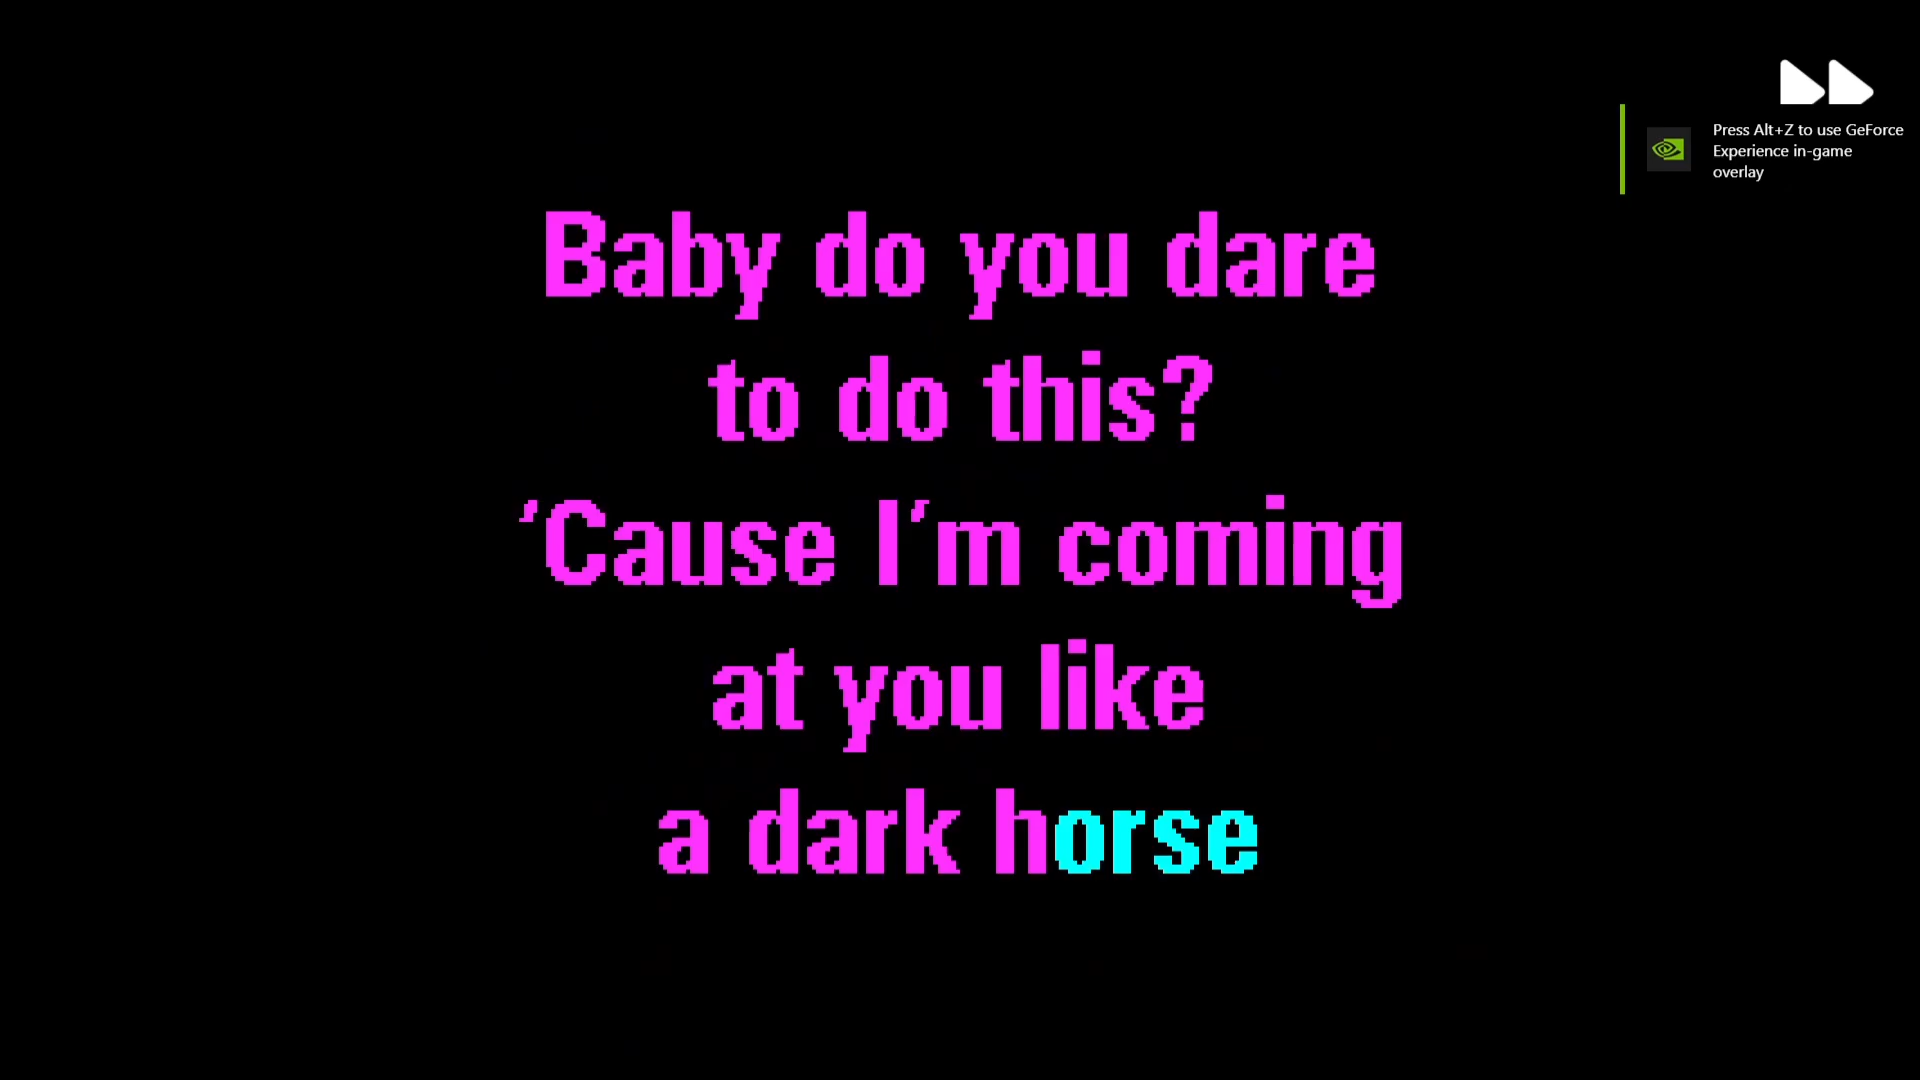 Press Alt+Z to use GeForce
Experience in-game
overlay
Baby do you dare
to do this?
'Cause I'm coming
at you like
a dark horse